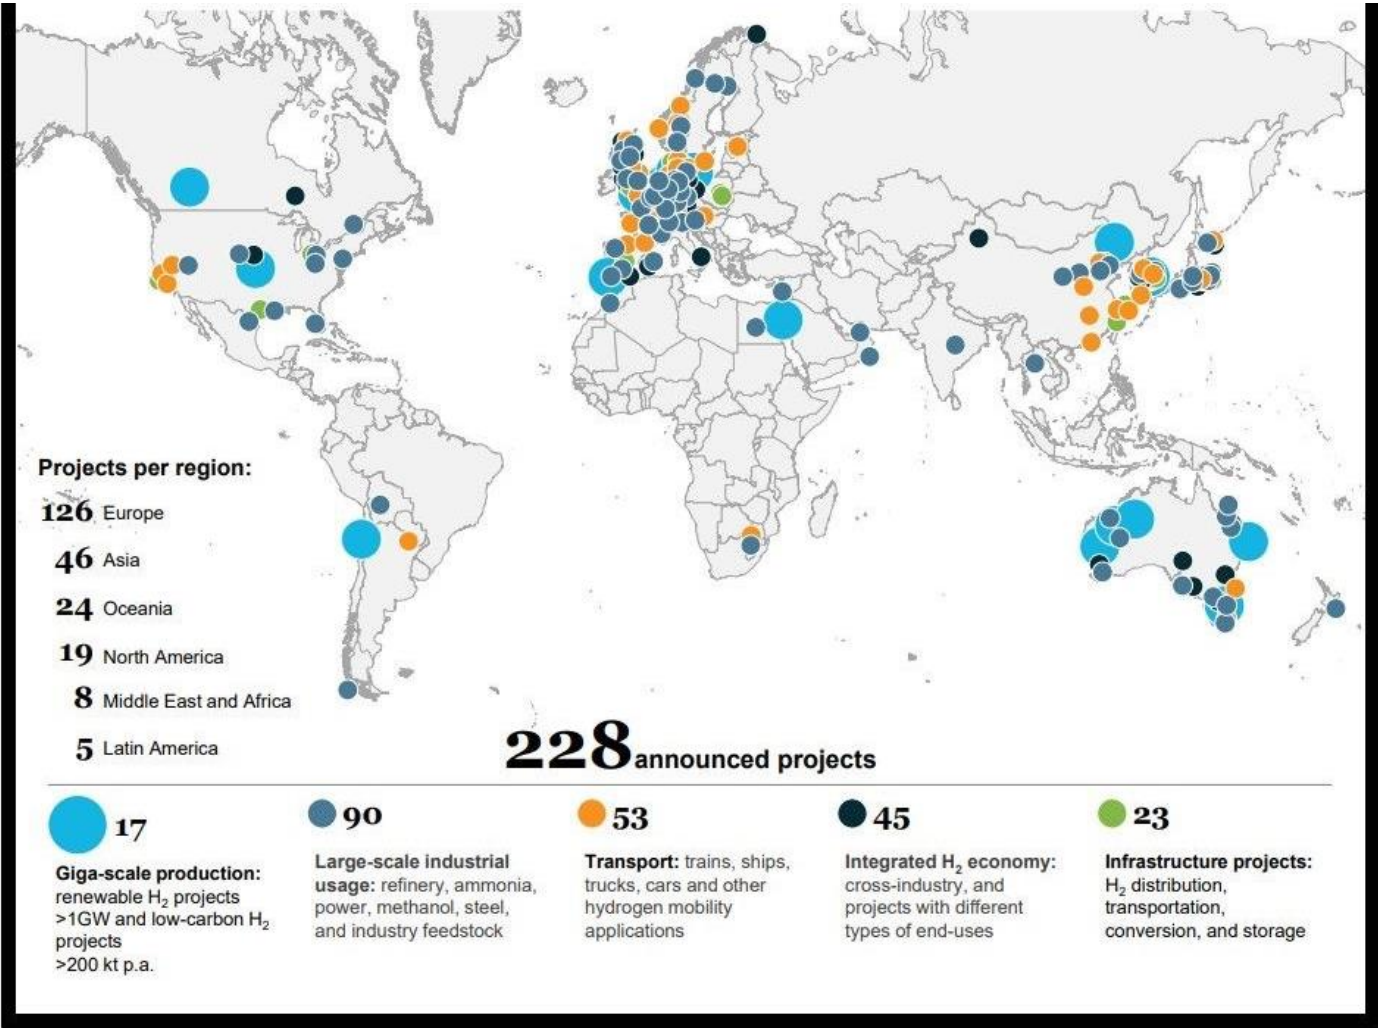 Projects per region:
126 Europe
46 Asia
24 Oceania
19 North America
8 Middle East and Africa
5 Latin America
228 announced projects
17
Giga-scale production:
renewable H₂ projects
>1GW and low-carbon H₂
projects
>200 kt p.a.
90
Large-scale industrial
usage: refinery, ammonia,
power, methanol, steel,
and industry feedstock
53
Transport: trains, ships,
trucks, cars and other
hydrogen mobility
applications
45
Integrated H₂ economy:
cross-industry, and
projects with different
types of end-uses
23
Infrastructure projects:
H₂ distribution,
transportation,
conversion, and storage